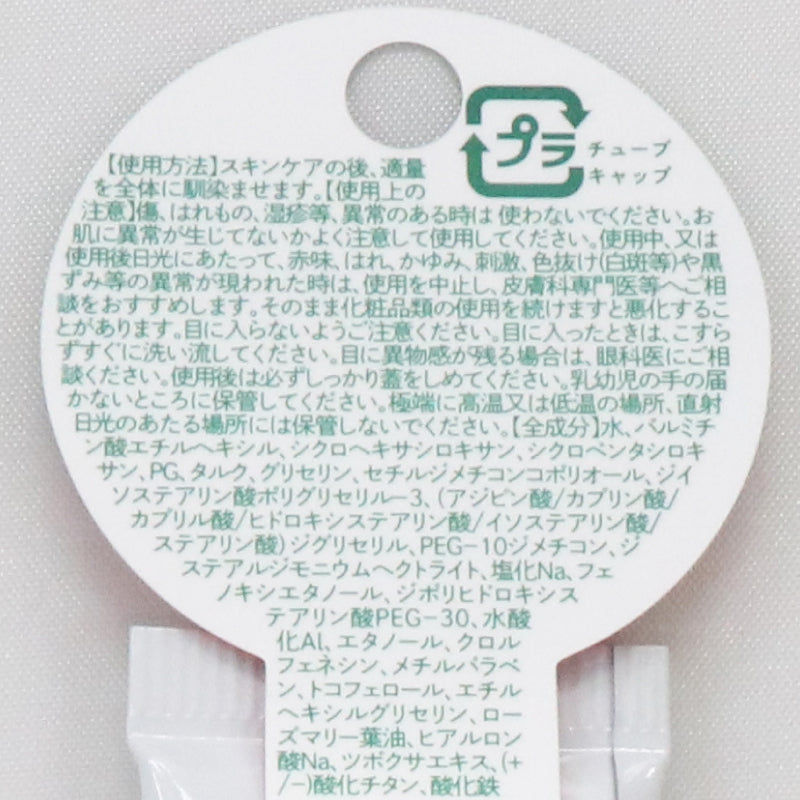 プラ
チューブ
キャップ
【使用方法】スキンケアの後、適量
を全体に馴染ませます。【使用上の
注意】傷、はれもの、湿疹等、異常のある時は 使わないでください。お
肌に異常が生じてないかよく注意して使用してください。使用中、又は
使用後日光にあたって、赤味、はれ、かゆみ、刺激、色抜け(白斑等)や黒
ずみ等の異常が現われた時は、使用を中止し、皮膚科専門医等へご相
談をおすすめします。そのまま化粧品類の使用を続けますと悪化するこ
とがあります。目に入らないようご注意ください。目に入ったときは、こすら
ずすぐに洗い流してください。目に異物感が残る場合は、眼科医にご相
談ください。使用後は必ずしっかり蓋をしめてください。乳幼児の手の届
かないところに保管してください。極端に高温又は低温の場所、直射
日光のあたる場所には保管しないでください。【全成分】水、パルミチ
ン酸エチルヘキシル、シクロヘキサシロキサン、シクロペンタシロキ
サン、PG、タルク、グリセリン、セチルジメチコンコポリオール、ジイ
ソステアリン酸ポリグリセリル-3、(アジピン酸/カプリン酸/
カプリル酸/ヒドロキシステアリン酸/イソステアリン酸/
ステアリン酸)ジグリセリル、PEG-10ジメチコン、ジ
ステアルジモニウムヘクトライト、塩化Na、フェ
ノキシエタノール、ジポリヒドロキシス
テアリン酸PEG-30、水酸
化Al、エタノール、クロル
フェネシン、メチルパラベ
ン、トコフェロール、エチル
ヘキシルグリセリン、ロー
ズマリー葉油、ヒアルロン
酸Na、ツボクサエキス、(+
/-)酸化チタン、酸化鉄